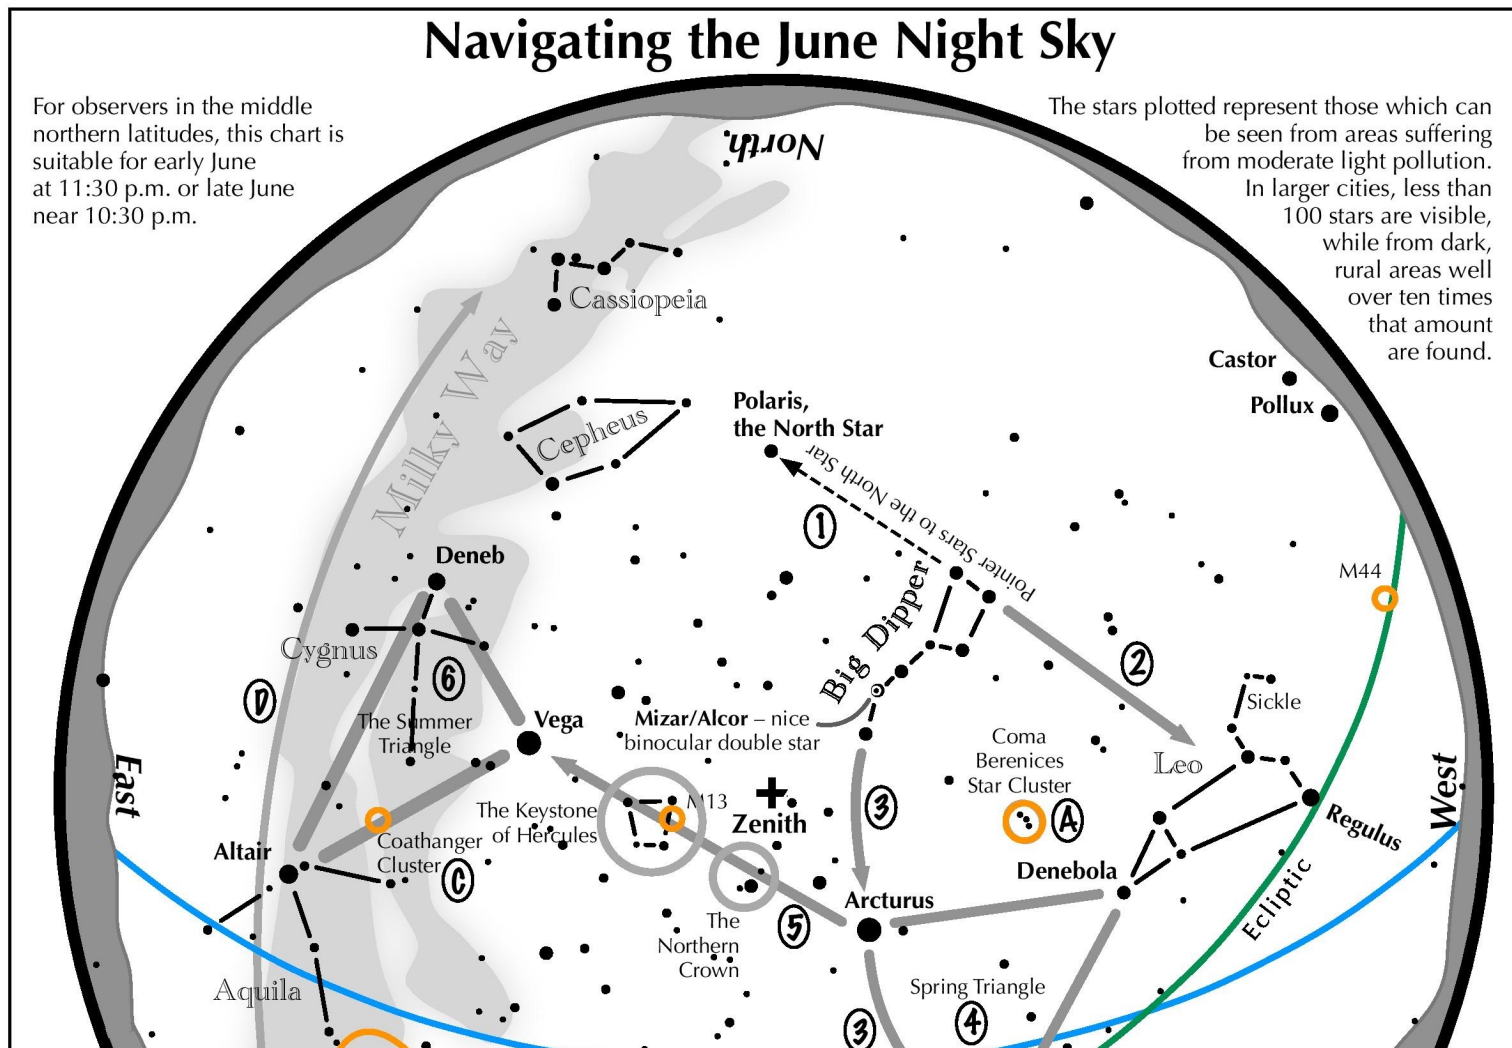 Navigating the June Night Sky
For observers in the middle
northern latitudes, this chart is
suitable for early June
at 11:30 p.m. or late June
near 10:30 p.m.
The stars plotted represent those which can
be seen from areas suffering
from moderate light pollution.
In larger cities, less than
100 stars are visible,
while from dark,
rural areas well
over ten times
that amount
are found.
North
Cassiopeia
Milky Way
Castor
Pollux
Cepheus
Polaris,
the North Star
Pointer Stars to the North Star
1
Deneb
M44
Big Dipper
Cygnus
6
2
D
Sickle
The Summer
Triangle
Vega
Mizar/Alcor – nice
binocular double star
Coma
Berenices
Star Cluster
Leo
East
West
The Keystone
of Hercules
M13
Zenith
3
A
Regulus
Altair
Coathanger
Cluster
C
Denebola
Arcturus
Ecliptic
The
Northern
Crown
5
Aquila
Spring Triangle
3
4